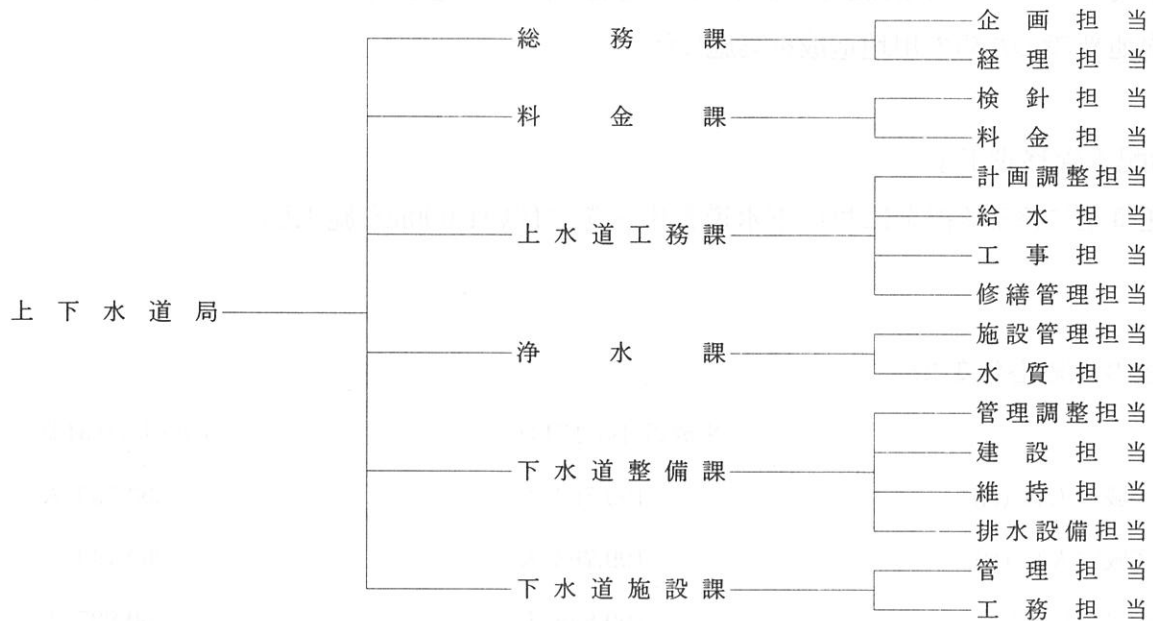 企画担当
総務課
経理担当
検針担当
料金課
料金担当
計画調整担当
給水担当
上水道工務課
工事担当
修繕管理担当
上下水道局
施設管理担当
浄水課
水質担当
管理調整担当
建設担当
下水道整備課
維持担当
排水設備担当
管理担当
下水道施設課
工務担当